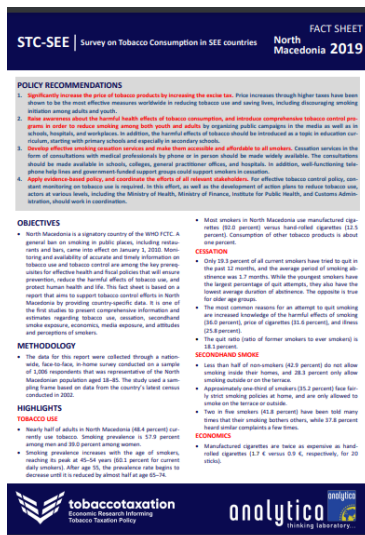 STC-SEE
Survey on Tobacco Consumption in SEE countries
FACT SHEET
North
Macedonia 2019
POLICY RECOMMENDATIONS
1. Significantly increase the price of tobacco products by increasing the excise tax. Price increases through higher taxes have been
shown to be the most effective measures worldwide in reducing tobacco use and saving lives, including discouraging smoking
initiation among adults and youth.
2. Raise awareness about the harmful health effects of tobacco consumption, and introduce comprehensive tobacco control pro-
grams in order to reduce smoking among both youth and adults by organizing public campaigns in the media as well as in
schools, hospitals, and workplaces. In addition, the harmful effects of tobacco should be introduced as a topic in education cur-
riculum, starting with primary schools and especially in secondary schools.
3. Develop effective smoking cessation services and make them accessible and affordable to all smokers. Cessation services in the
form of consultations with medical professionals by phone or in person should be made widely available. The consultations
should be made available in schools, colleges, general practitioner offices, and hospitals. In addition, well-functioning tele-
phone help lines and government-funded support groups could support smokers in cessation.
4. Apply evidence-based policy, and coordinate the efforts of all relevant stakeholders. For effective tobacco control policy, con-
stant monitoring on tobacco use is required. In this effort, as well as the development of action plans to reduce tobacco use,
actors at various levels, including the Ministry of Health, Ministry of Finance, Institute for Public Health, and Customs Admin-
istration, should work in coordination.
OBJECTIVES
• North Macedonia is a signatory country of the WHO FCTC. A
general ban on smoking in public places, including restau-
rants and bars, came into effect on January 1, 2010. Moni-
toring and availability of accurate and timely information on
tobacco use and tobacco control are among the key prereq-
uisites for effective health and fiscal policies that will ensure
prevention, reduce the harmful effects of tobacco use, and
protect human health and life. This fact sheet is based on a
report that aims to support tobacco control efforts in North
Macedonia by providing country-specific data. It is one of
the first studies to present comprehensive information and
estimates regarding tobacco use, cessation, secondhand
smoke exposure, economics, media exposure, and attitudes
and perceptions of smokers.
METHODOLOGY
• The data for this report were collected through a nation-
wide, face-to-face, in-home survey conducted on a sample
of 1,006 respondents that was representative of the North
Macedonian population aged 18–85. The study used a sam-
pling frame based on data from the country's latest census
conducted in 2002.
HIGHLIGHTS
TOBACCO USE
• Nearly half of adults in North Macedonia (48.4 percent) cur-
rently use tobacco. Smoking prevalence is 57.9 percent
among men and 39.0 percent among women.
• Smoking prevalence increases with the age of smokers,
reaching its peak at 45–54 years (60.1 percent for current
daily smokers). After age 55, the prevalence rate begins to
decrease until it is reduced by almost half at age 65–74.
• Most smokers in North Macedonia use manufactured ciga-
rettes (92.0 percent) versus hand-rolled cigarettes (12.5
percent). Consumption of other tobacco products is about
one percent.
CESSATION
• Only 19.3 percent of all current smokers have tried to quit in
the past 12 months, and the average period of smoking ab-
stinence was 1.7 months. While the youngest smokers have
the largest percentage of quit attempts, they also have the
lowest average duration of abstinence. The opposite is true
for older age groups.
• The most common reasons for an attempt to quit smoking
are increased knowledge of the harmful effects of smoking
(36.0 percent), price of cigarettes (31.6 percent), and illness
(25.8 percent).
• The quit ratio (ratio of former smokers to ever smokers) is
18.1 percent.
SECONDHAND SMOKE
• Less than half of non-smokers (42.9 percent) do not allow
smoking inside their homes, and 28.3 percent only allow
smoking outside or on the terrace.
• Approximately one-third of smokers (35.2 percent) face fair-
ly strict smoking policies at home, and are only allowed to
smoke on the terrace or outside.
• Two in five smokers (41.8 percent) have been told many
times that their smoking bothers others, while 37.8 percent
heard similar complaints a few times.
ECONOMICS
• Manufactured cigarettes are twice as expensive as hand-
rolled cigarettes (1.7 € versus 0.9 €, respectively, for 20
sticks).
tobacconomics